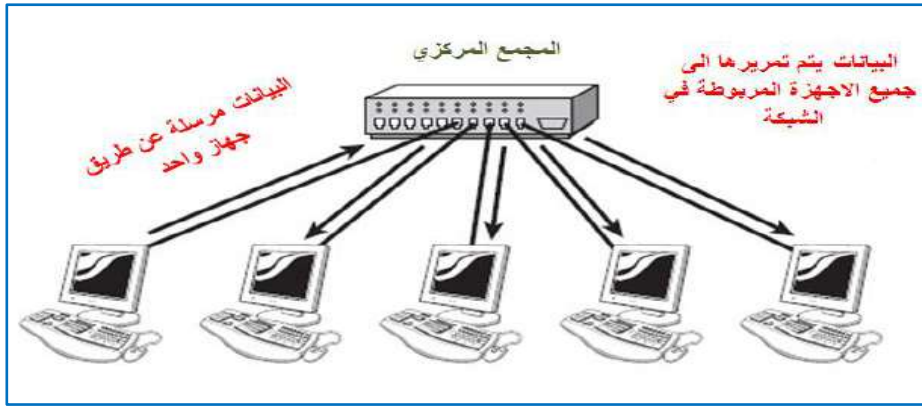 المجمع المركزي
البيانات يتم تمريرها الى
جميع الاجهزة المربوطة في
الشبكة
البيانات مرسلة عن طريق
جهاز واحد